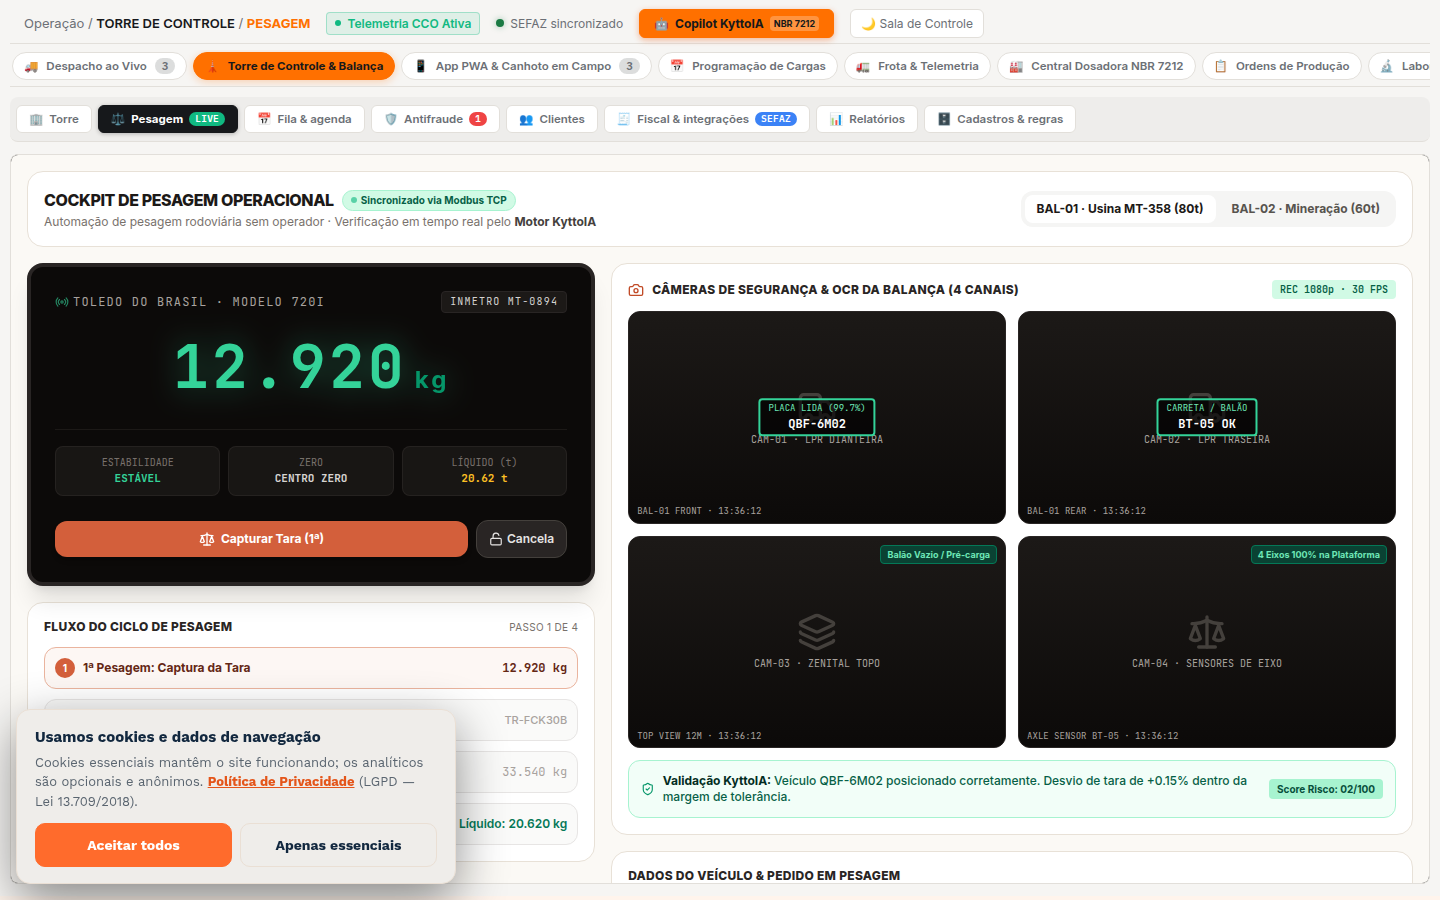 Operação / TORRE DE CONTROLE / PESAGEM
Telemetria CCO Ativa
SEFAZ sincronizado
Copilot KyttoIA NBR 7212
Sala de Controle
Despacho ao Vivo 3
Torre de Controle & Balança
App PWA & Canhoto em Campo 3
Programação de Cargas
Frota & Telemetria
Central Dosadora NBR 7212
Ordens de Produção
Labo
Torre
Pesagem LIVE
Fila & agenda
Antifraude 1
Clientes
Fiscal & integrações SEFAZ
Relatórios
Cadastros & regras
COCKPIT DE PESAGEM OPERACIONAL
Sincronizado via Modbus TCP
Automação de pesagem rodoviária sem operador · Verificação em tempo real pelo Motor KyttoIA
BAL-01 · Usina MT-358 (80t)
BAL-02 · Mineração (60t)
TOLEDO DO BRASIL · MODELO 720I
INMETRO MT-0894
12.920 kg
ESTABILIDADE
ESTÁVEL
ZERO
CENTRO ZERO
LÍQUIDO (t)
20.62 t
Capturar Tara (1ª)
Cancela
FLUXO DO CICLO DE PESAGEM
PASSO 1 DE 4
1 1ª Pesagem: Captura da Tara
12.920 kg
TR-FCK30B
33.540 kg
Líquido: 20.620 kg
Usamos cookies e dados de navegação
Cookies essenciais mantêm o site funcionando; os analíticos
são opcionais e anônimos. Política de Privacidade (LGPD —
Lei 13.709/2018).
Aceitar todos
Apenas essenciais
CÂMERAS DE SEGURANÇA & OCR DA BALANÇA (4 CANAIS)
REC 1080p · 30 FPS
PLACA LIDA (99.7%)
QBF-6M02
CAM-01 · LPR DIANTEIRA
BAL-01 FRONT · 13:36:12
CARRETA / BALÃO
BT-05 OK
CAM-02 · LPR TRASEIRA
BAL-01 REAR · 13:36:12
Balão Vazio / Pré-carga
CAM-03 · ZENITAL TOPO
TOP VIEW 12M · 13:36:12
4 Eixos 100% na Plataforma
CAM-04 · SENSORES DE EIXO
AXLE SENSOR BT-05 · 13:36:12
Validação KyttoIA: Veículo QBF-6M02 posicionado corretamente. Desvio de tara de +0.15% dentro da
margem de tolerância.
Score Risco: 02/100
DADOS DO VEÍCULO & PEDIDO EM PESAGEM